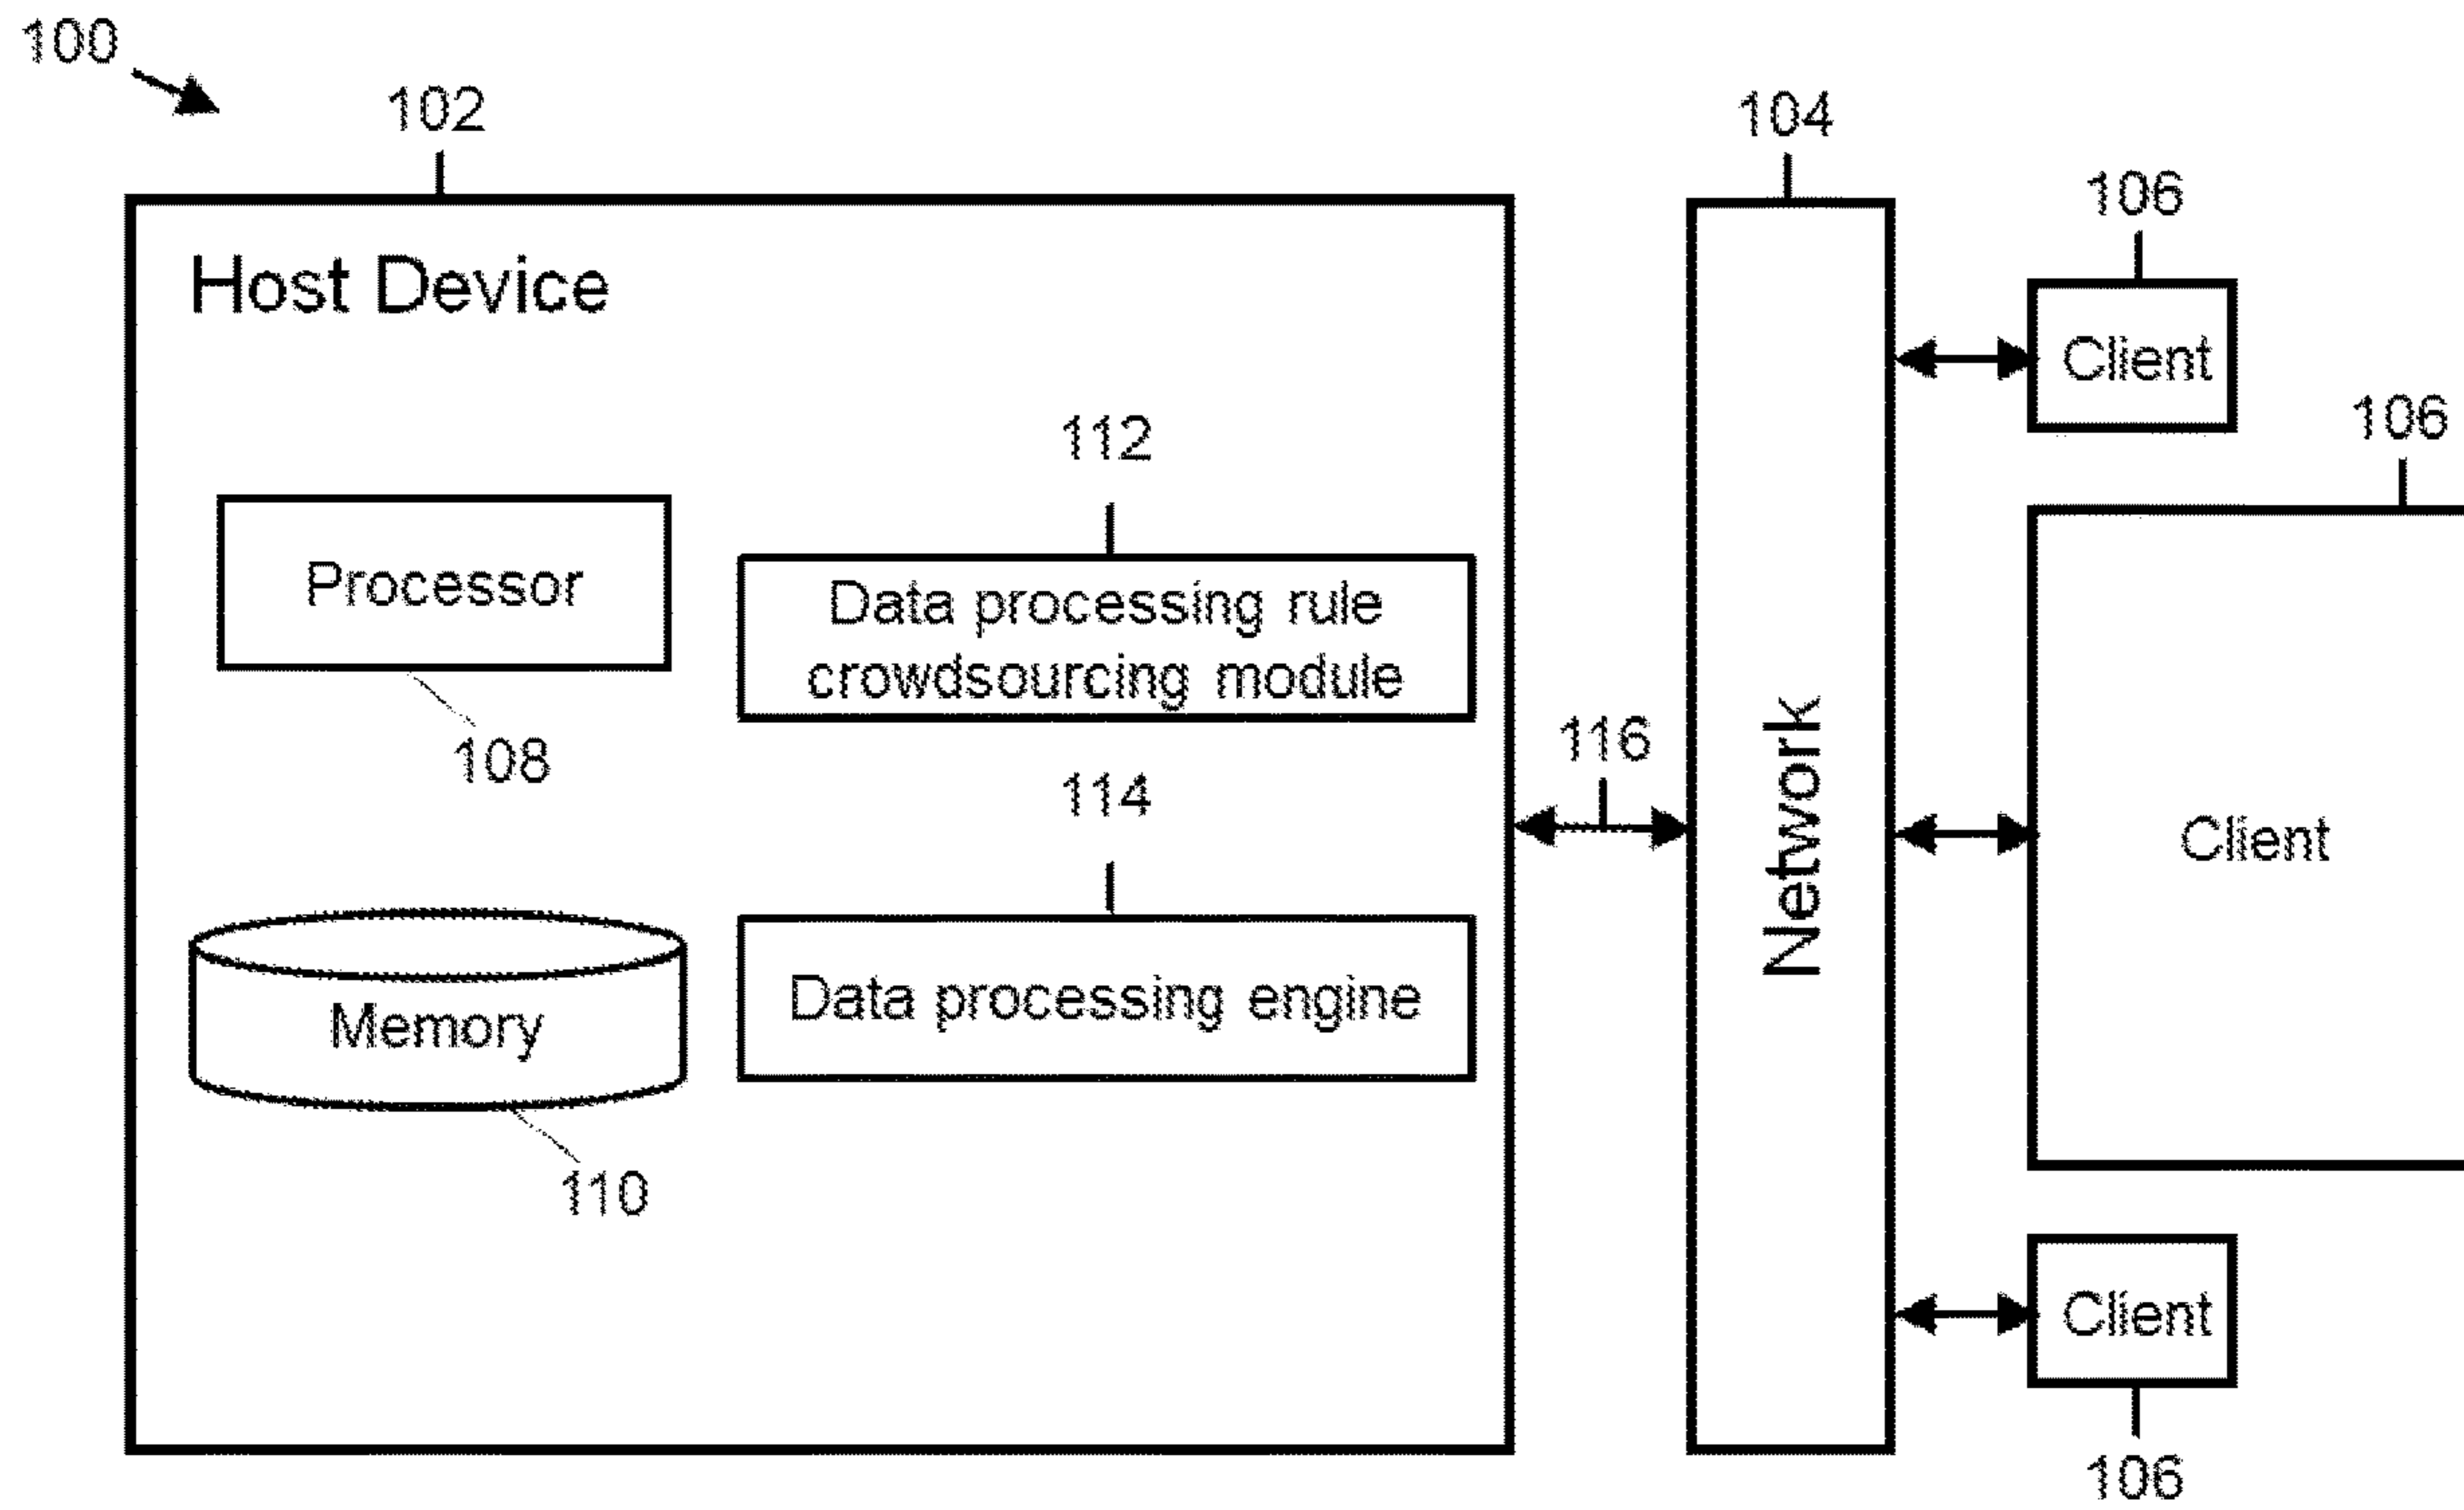 100
102
104
106
Host Device
Client
106
112
Processor
Data processing rule
crowdsourcing module
108
116
114
Network
Client
Memory
Data processing engine
110
Client
106